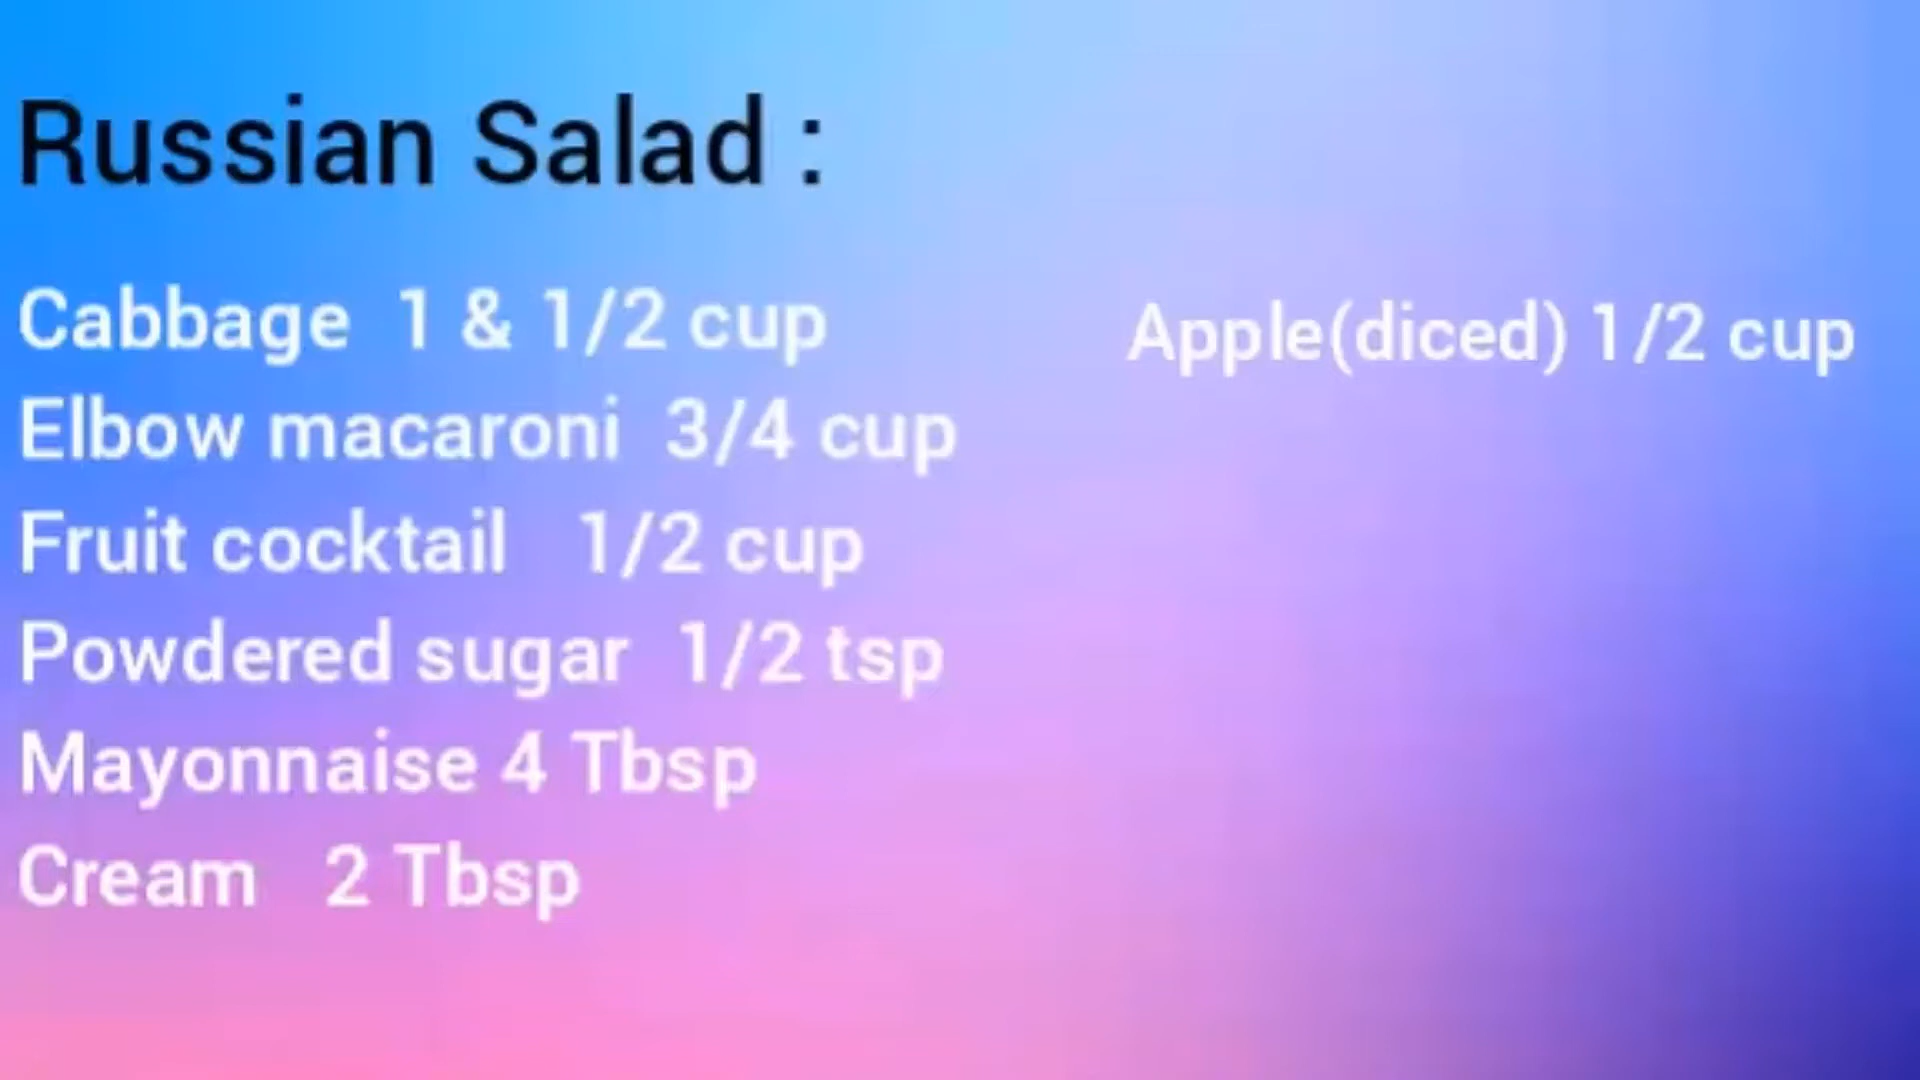 Russian Salad :
Cabbage 1 & 1/2 cup
Elbow macaroni 3/4 cup
Fruit cocktail 1/2 cup
Powdered sugar 1/2 tsp
Mayonnaise 4 Tbsp
Cream 2 Tbsp
Apple(diced) 1/2 cup